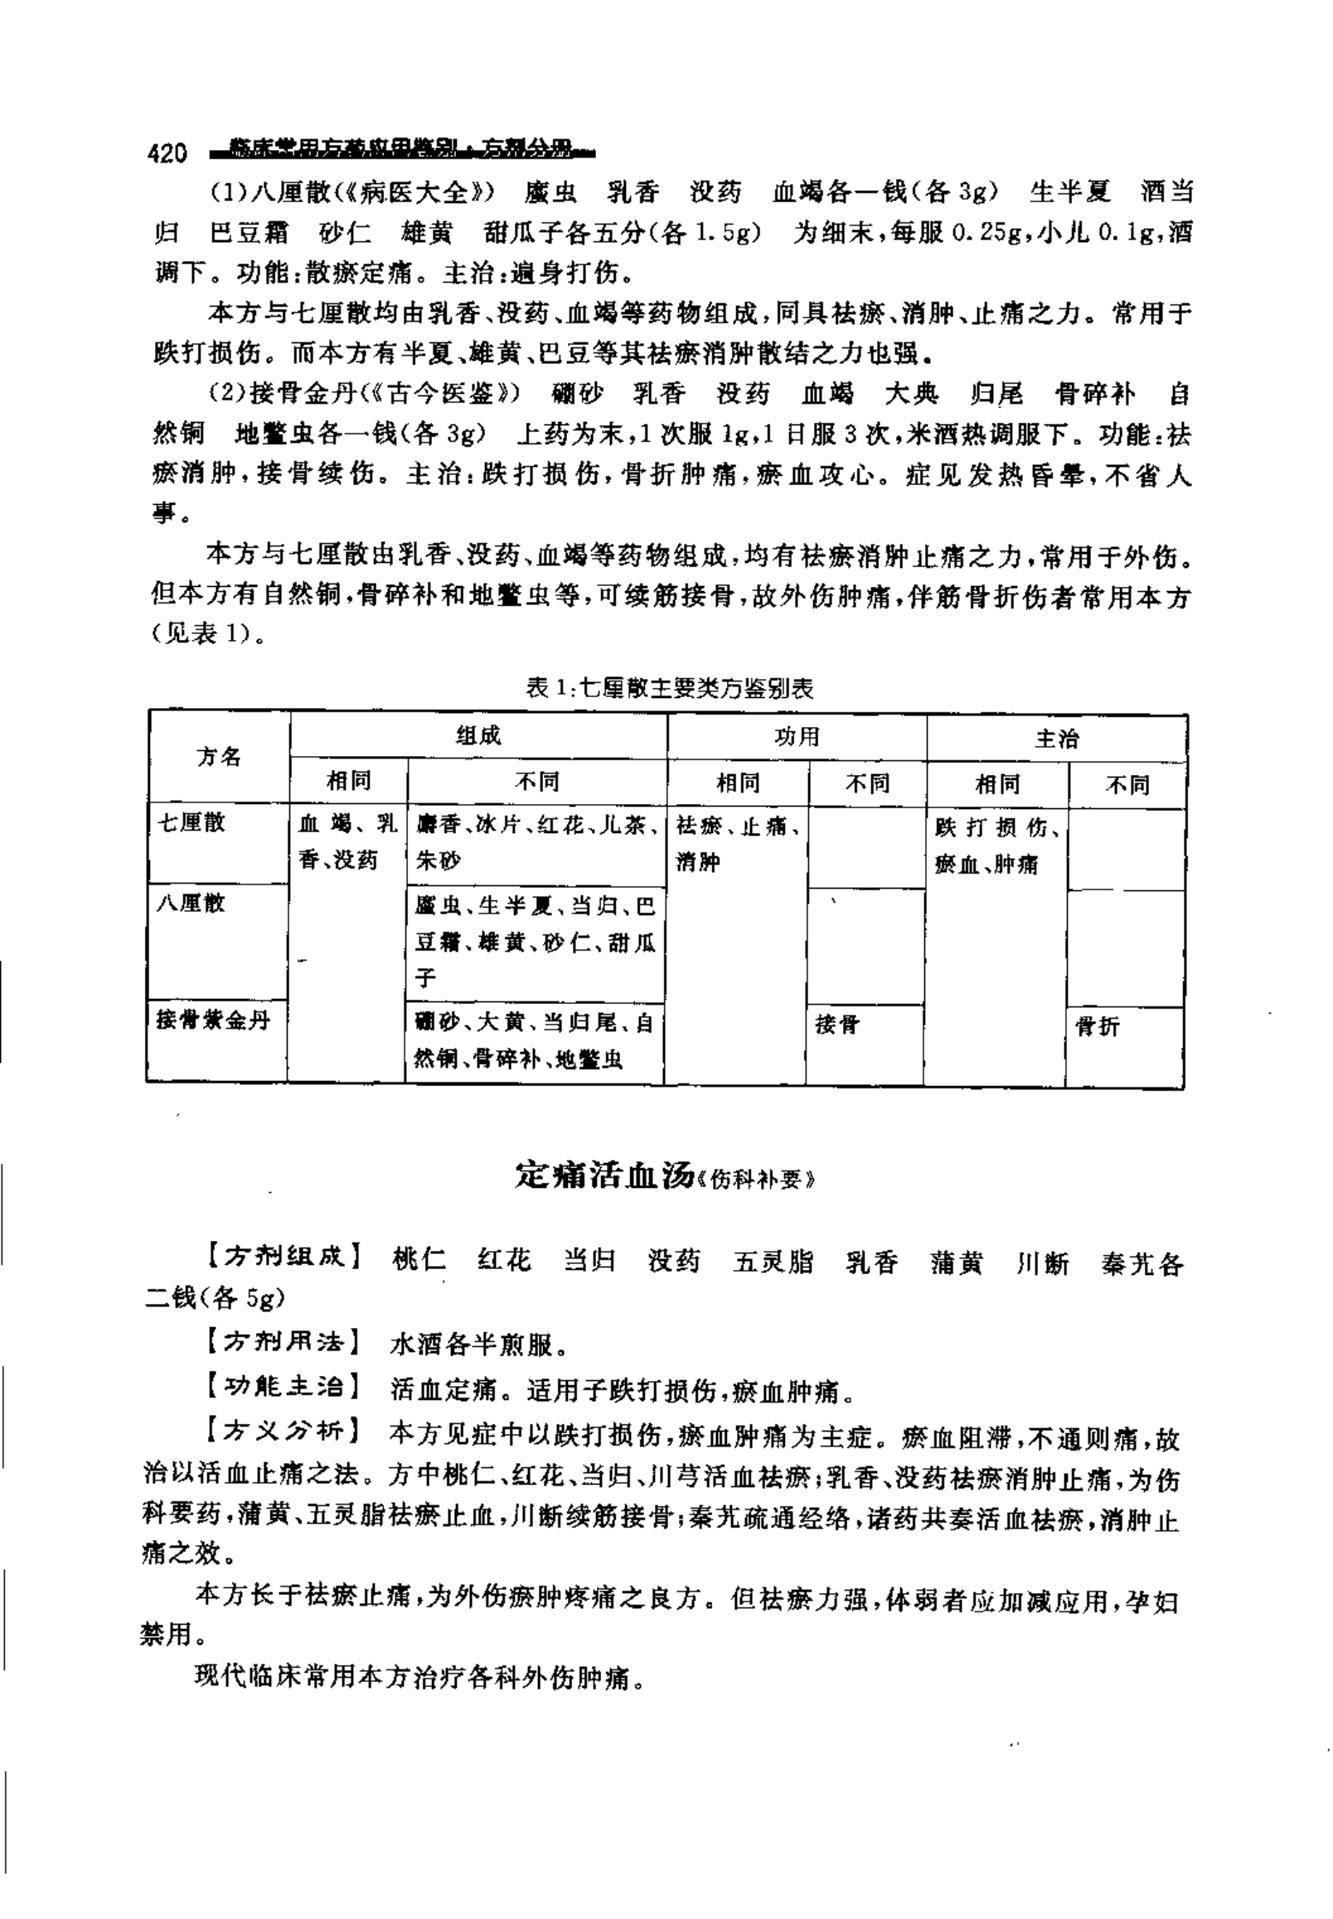 420 临床常用方药应用鉴别·方剂分册
(1)八厘散(《病医大全》) 䗪虫 乳香 没药 血竭各一钱(各3g) 生半夏 酒当
归 巴豆霜 砂仁 雄黄 甜瓜子各五分(各1.5g) 为细末,每服0.25g,小儿0.1g,酒
调下。功能:散瘀定痛。主治:遍身打伤。
本方与七厘散均由乳香、没药、血竭等药物组成,同具祛瘀、消肿、止痛之力。常用于
跌打损伤。而本方有半夏、雄黄、巴豆等其祛瘀消肿散结之力也强。
(2)接骨金丹(《古今医鉴》) 硼砂 乳香 没药 血竭 大典 归尾 骨碎补 自
然铜 地鳖虫各一钱(各3g) 上药为末,1次服1g,1日服3次,米酒热调服下。功能:祛
瘀消肿,接骨续伤。主治:跌打损伤,骨折肿痛,瘀血攻心。症见发热昏晕,不省人
事。
本方与七厘散由乳香、没药、血竭等药物组成,均有祛瘀消肿止痛之力,常用于外伤。
但本方有自然铜,骨碎补和地鳖虫等,可续筋接骨,故外伤肿痛,伴筋骨折伤者常用本方
(见表1)。
表1:七厘散主要类方鉴别表
方名 组成 功用 主治
相同 不同 相同 不同 相同 不同
七厘散 血竭、乳 麝香、冰片、红花、儿茶、 祛瘀、止痛、 跌打损伤、
香、没药 朱砂 消肿 瘀血、肿痛
八厘散 䗪虫、生半夏、当归、巴
豆霜、雄黄、砂仁、甜瓜
子
接骨紫金丹 硼砂、大黄、当归尾、自 接骨 骨折
然铜、骨碎补、地鳖虫
定痛活血汤《伤科补要》
【方剂组成】 桃仁 红花 当归 没药 五灵脂 乳香 蒲黄 川断 秦艽各
二钱(各5g)
【方剂用法】 水酒各半煎服。
【功能主治】 活血定痛。适用子跌打损伤,瘀血肿痛。
【方义分析】 本方见症中以跌打损伤,瘀血肿痛为主症。瘀血阻滞,不通则痛,故
治以活血止痛之法。方中桃仁、红花、当归、川芎活血祛瘀;乳香、没药祛瘀消肿止痛,为伤
科要药,蒲黄、五灵脂祛瘀止血,川断续筋接骨;秦艽疏通经络,诸药共奏活血祛瘀,消肿止
痛之效。
本方长于祛瘀止痛,为外伤瘀肿疼痛之良方。但祛瘀力强,体弱者应加减应用,孕妇
禁用。
现代临床常用本方治疗各科外伤肿痛。